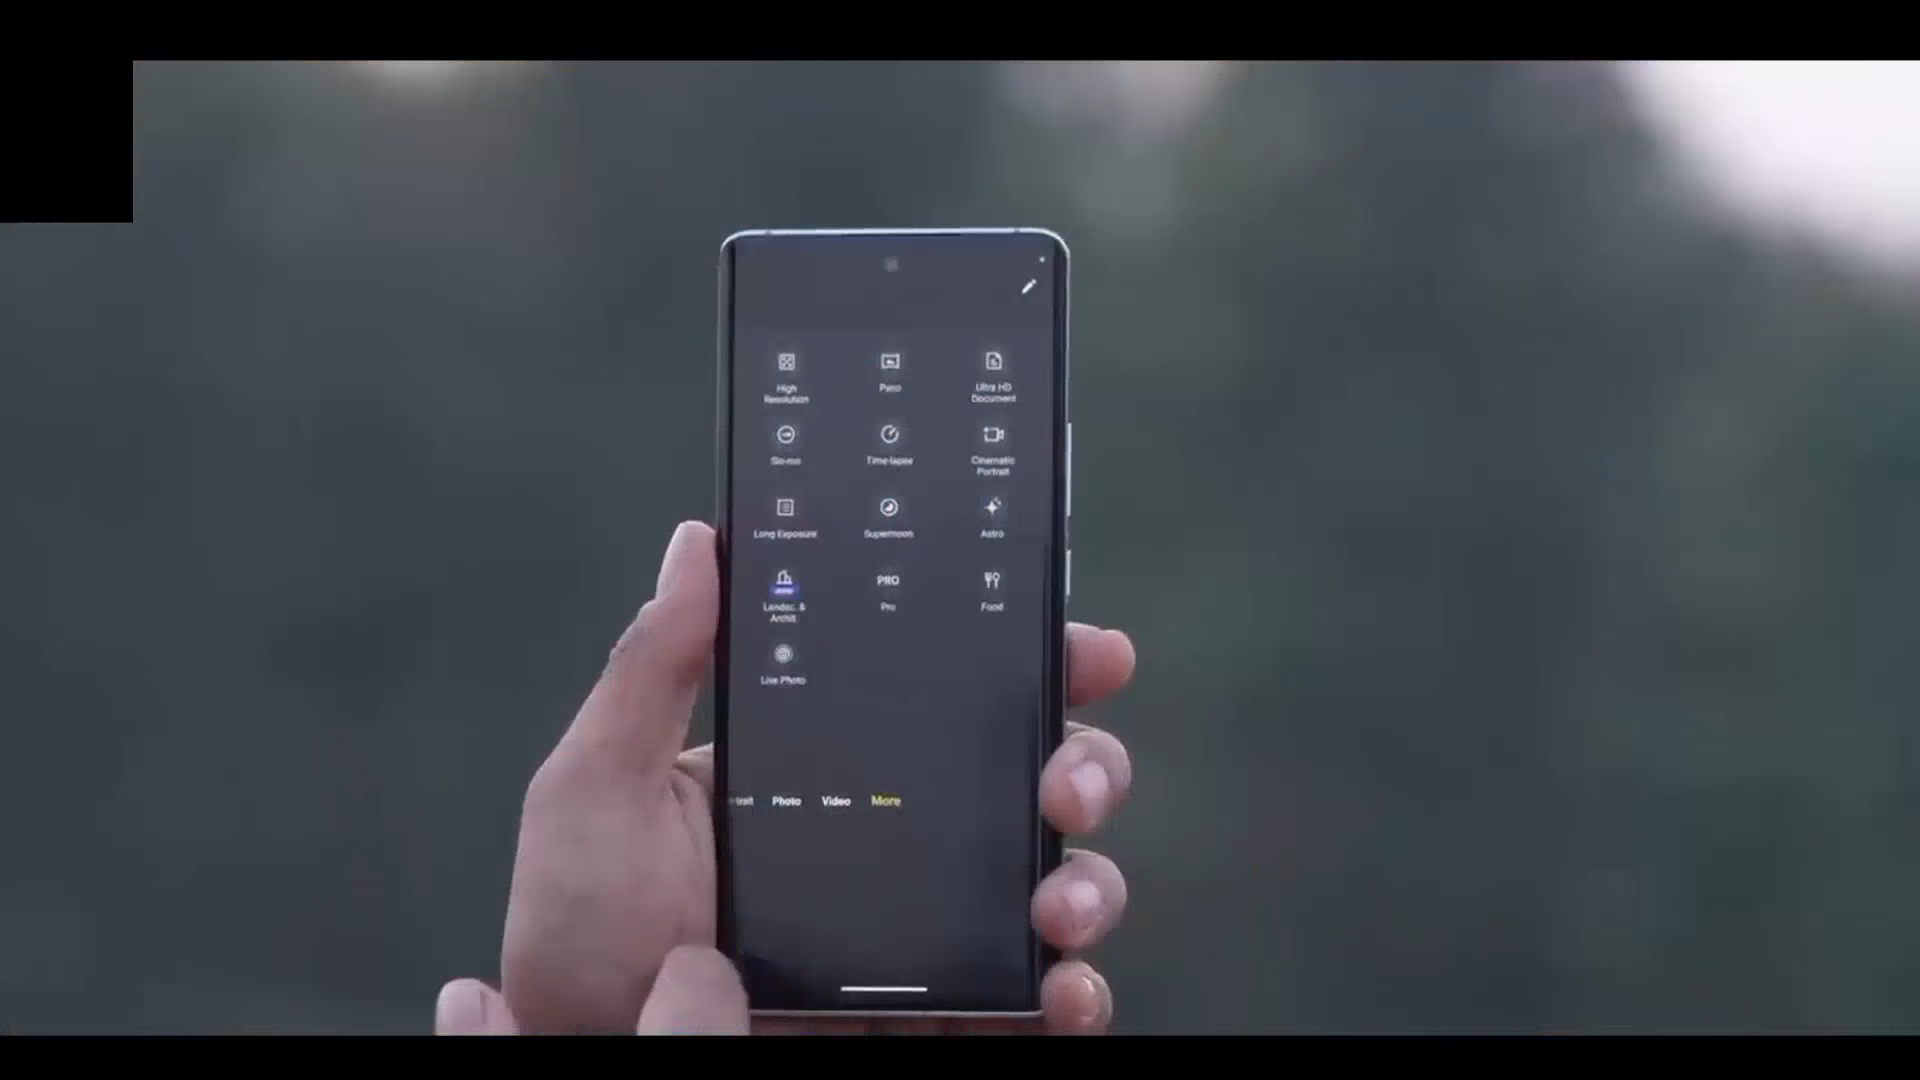 High
Resolution
Pano
Ultra HD
Document
Slo-mo
Time-lapse
Cinematic
Portrait
Long Exposure
Supermoon
Astro
Landsc. &
Archit
PRO
Pro
Food
Live Photo
trait Photo Video More